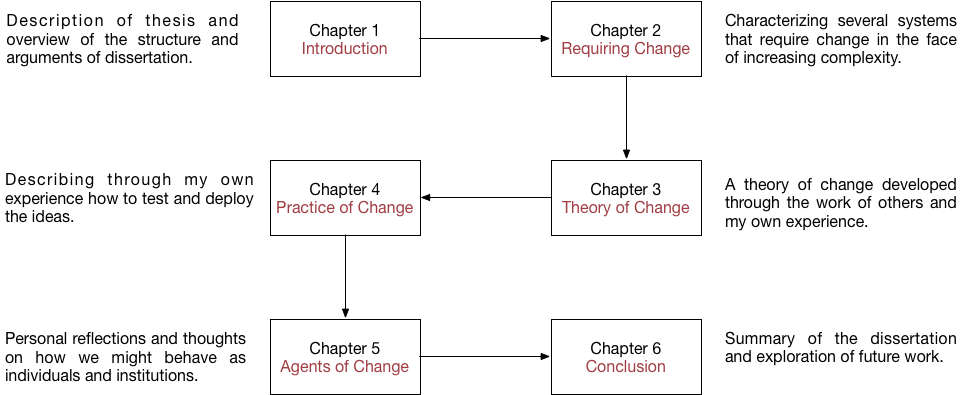 Description of thesis and
overview of the structure and
arguments of dissertation.
Chapter 1
Introduction
Chapter 2
Requiring Change
Characterizing several systems
that require change in the face
of increasing complexity.
Describing through my own
experience how to test and deploy
the ideas.
Chapter 4
Practice of Change
Chapter 3
Theory of Change
A theory of change developed
through the work of others and
my own experience.
Personal reflections and thoughts
on how we might behave as
individuals and institutions.
Chapter 5
Agents of Change
Chapter 6
Conclusion
Summary of the dissertation
and exploration of future work.